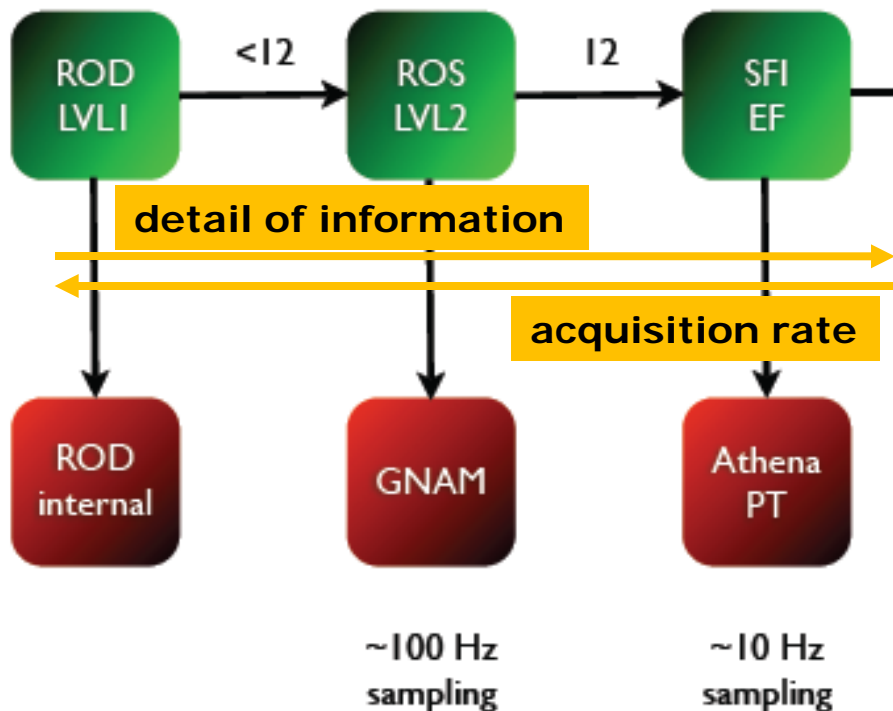 <12
12
ROD
LVL1
ROS
LVL2
SFI
EF
detail of information
acquisition rate
ROD
internal
GNAM
Athena
PT
~100 Hz
sampling
~10 Hz
sampling